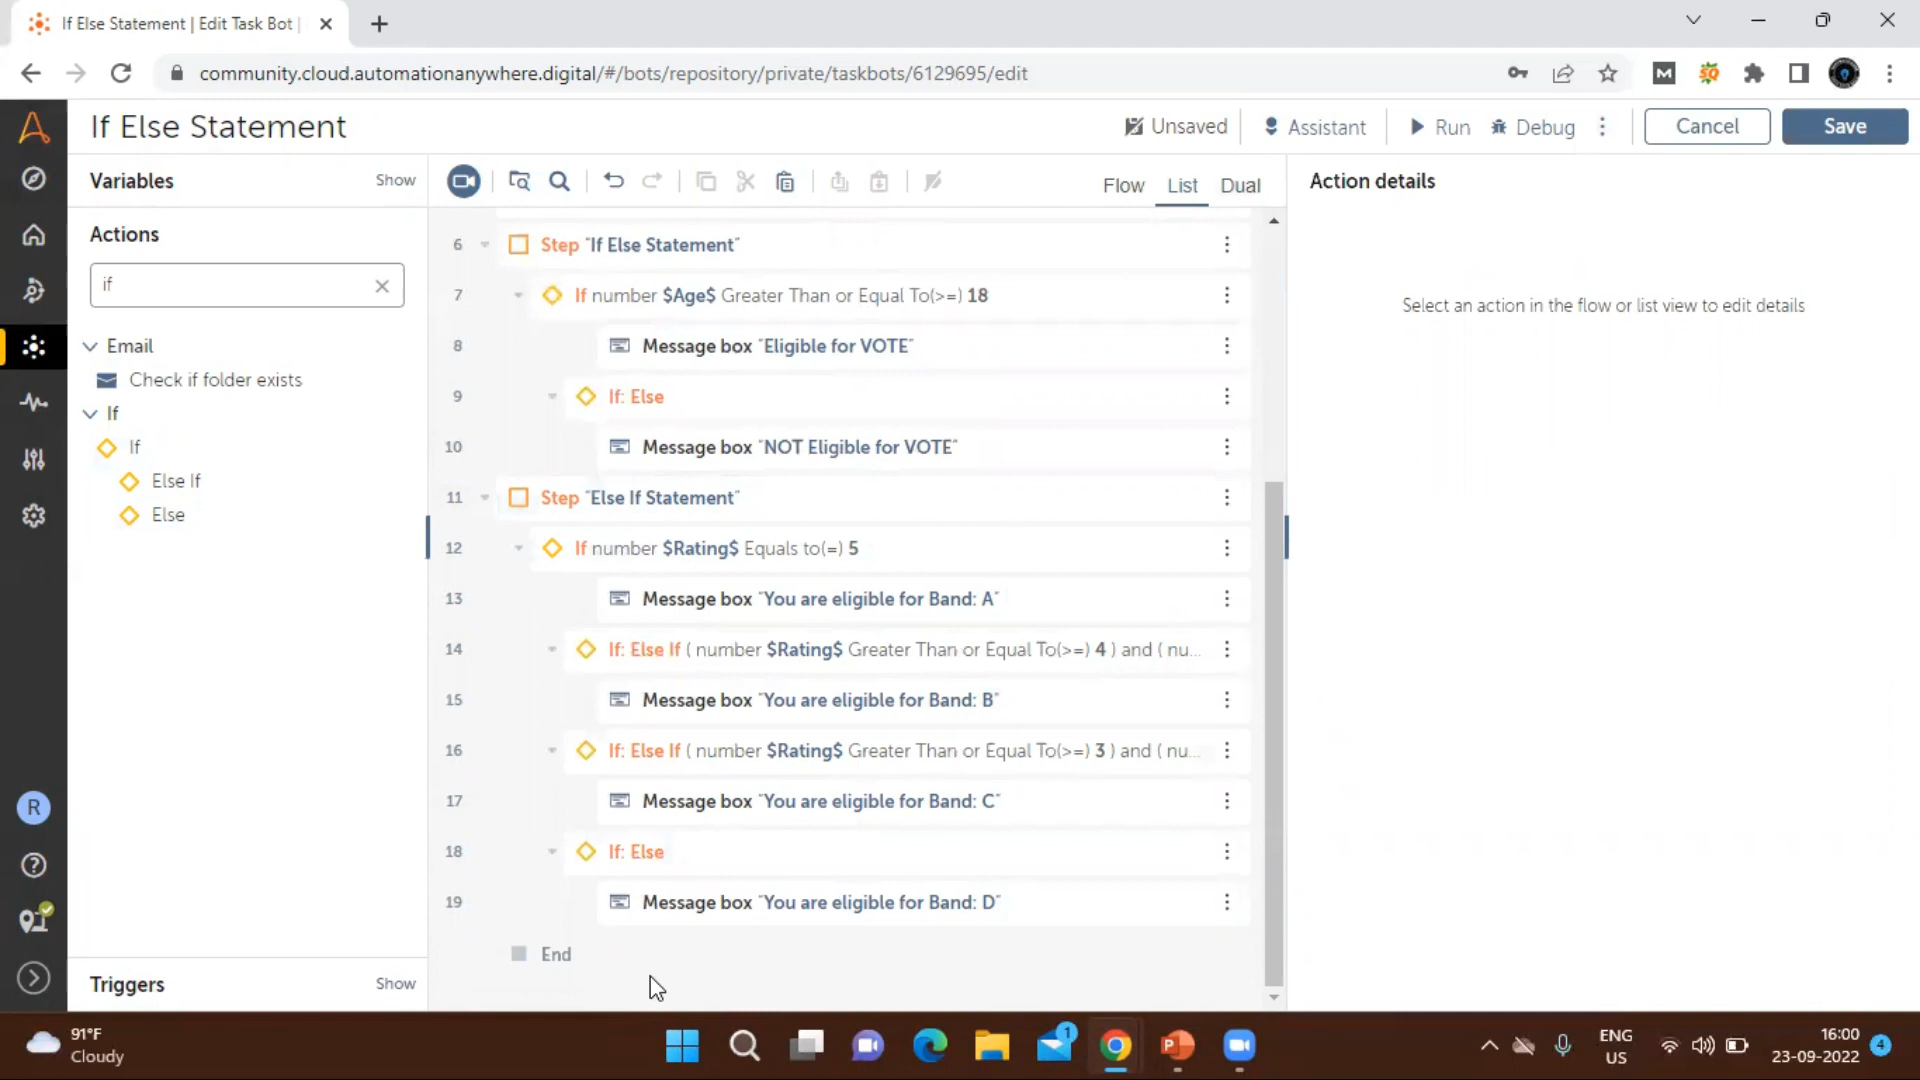 If Else Statement | Edit Task Bot |
community.cloud.automationanywhere.digital/#/bots/repository/private/taskbots/6129695/edit
If Else Statement
Unsaved
Assistant
Run
Debug
Cancel
Save
Variables
Show
Flow
List
Dual
Action details
Actions
if
Email
Check if folder exists
If
If
Else If
Else
6 Step "If Else Statement"
7 If number $Age$ Greater Than or Equal To(>=) 18
8 Message box "Eligible for VOTE"
9 If: Else
10 Message box "NOT Eligible for VOTE"
11 Step "Else If Statement"
12 If number $Rating$ Equals to(=) 5
13 Message box "You are eligible for Band: A"
14 If: Else If ( number $Rating$ Greater Than or Equal To(>=) 4 ) and ( nu...
15 Message box "You are eligible for Band: B"
16 If: Else If ( number $Rating$ Greater Than or Equal To(>=) 3 ) and ( nu...
17 Message box "You are eligible for Band: C"
18 If: Else
19 Message box "You are eligible for Band: D"
End
Select an action in the flow or list view to edit details
R
Triggers
Show
91°F
Cloudy
1
P
ENG
US
16:00
23-09-2022
4